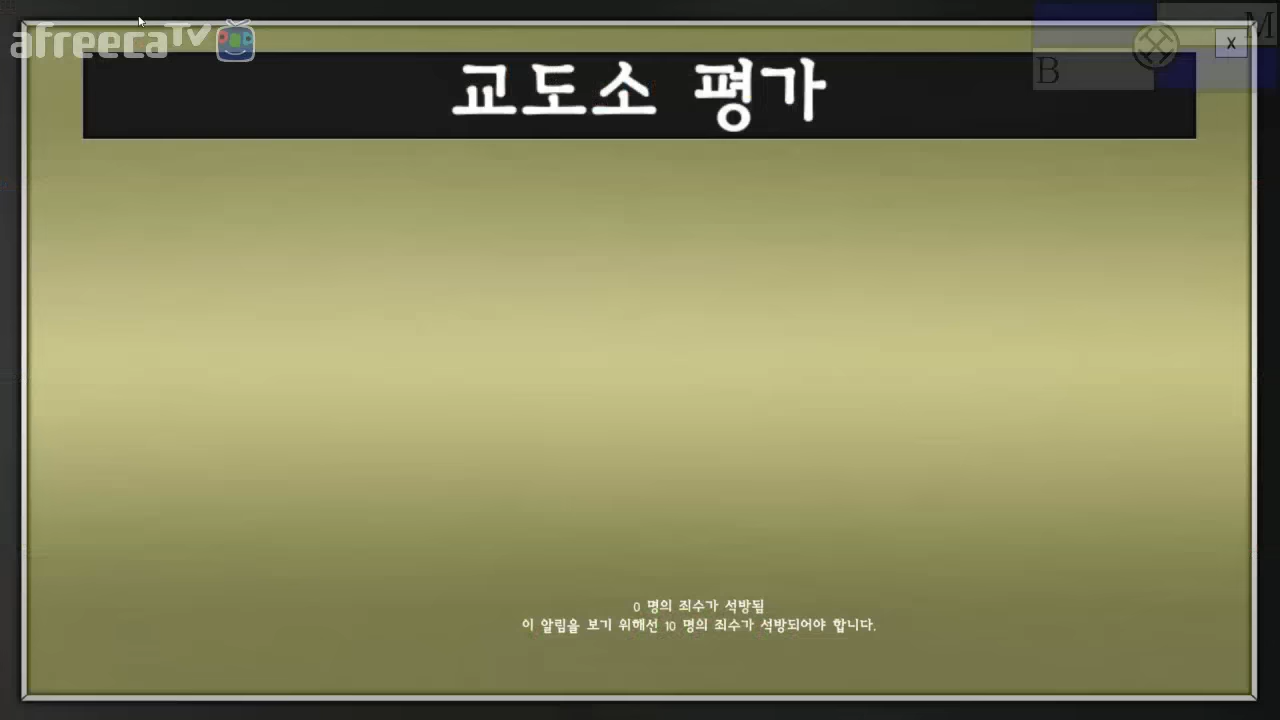 afreecaTV
M
X
B
교도소 평가
0 명의 죄수가 석방됨
이 알림을 보기 위해선 10 명의 죄수가 석방되어야 합니다.